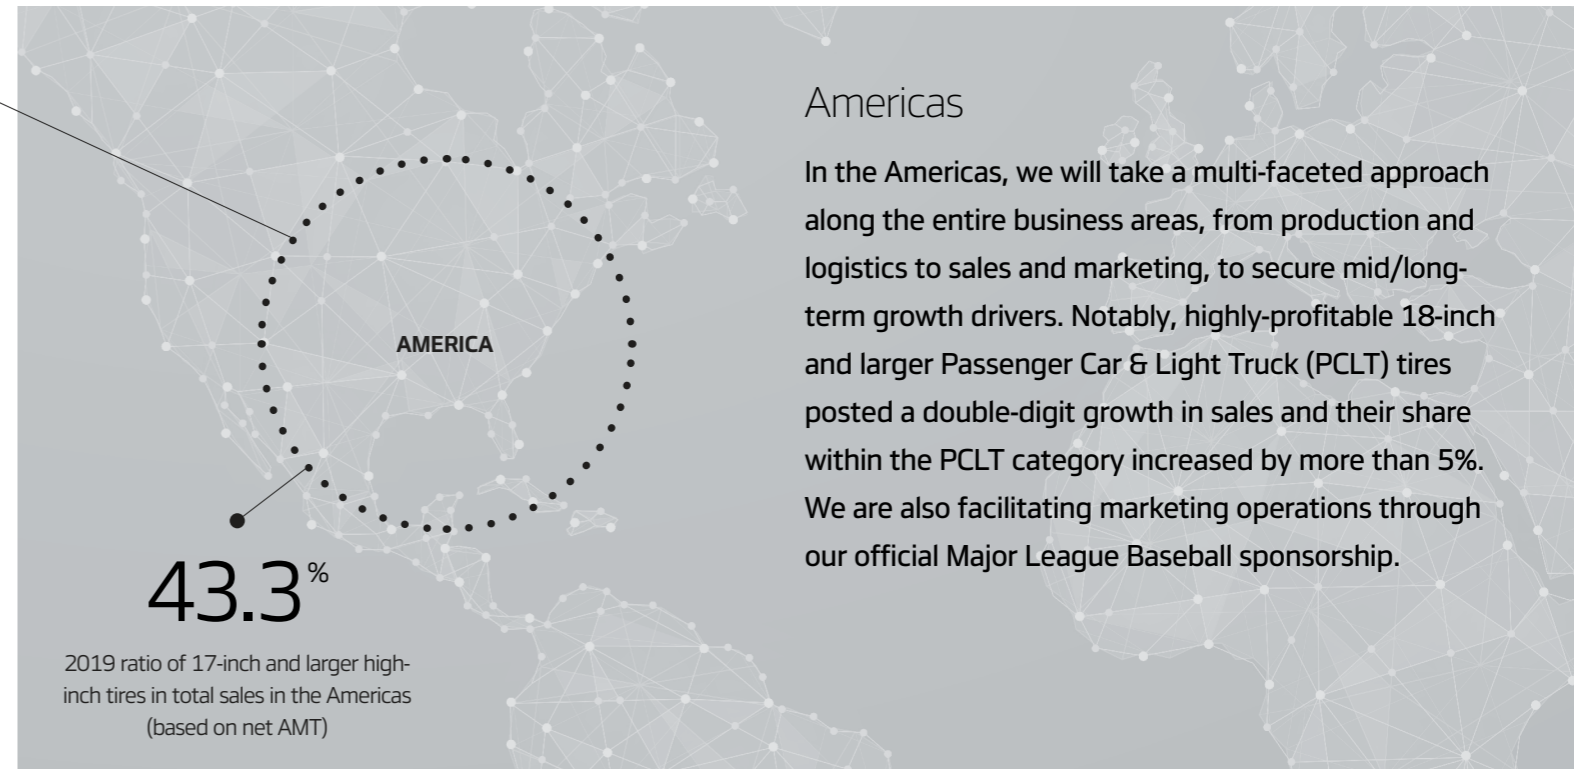 Americas
In the Americas, we will take a multi-faceted approach
along the entire business areas, from production and
logistics to sales and marketing, to secure mid/long-
term growth drivers. Notably, highly-profitable 18-inch
and larger Passenger Car & Light Truck (PCLT) tires
posted a double-digit growth in sales and their share
within the PCLT category increased by more than 5%.
We are also facilitating marketing operations through
our official Major League Baseball sponsorship.
AMERICA
43.3%
2019 ratio of 17-inch and larger high-
inch tires in total sales in the Americas
(based on net AMT)